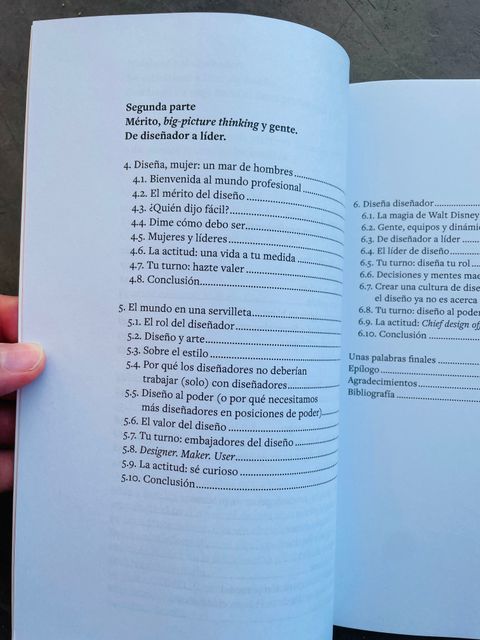 Segunda parte
Mérito, big-picture thinking y gente.
De diseñador a líder.
4. Diseña, mujer: un mar de hombres
4.1. Bienvenida al mundo profesional
4.2. El mérito del diseño
4.3. ¿Quién dijo fácil?
4.4. Dime cómo debo ser
4.5. Mujeres y líderes
4.6. La actitud: una vida a tu medida
4.7. Tu turno: hazte valer
4.8. Conclusión
5. El mundo en una servilleta
5.1. El rol del diseñador
5.2. Diseño y arte
5.3. Sobre el estilo
5.4. Por qué los diseñadores no deberían
trabajar (solo) con diseñadores
5.5. Diseño al poder (o por qué necesitamos
más diseñadores en posiciones de poder)
5.6. El valor del diseño
5.7. Tu turno: embajadores del diseño
5.8. Designer. Maker. User
5.9. La actitud: sé curioso
5.10. Conclusión
6. Diseña diseñador
6.1. La magia de Walt Disney
6.2. Gente, equipos y
6.3. De diseñador a líder
6.4. El líder de diseño
6.5. Tu turno: diseña tu rol
6.6. Decisiones y mentes
6.7. Crear una cultura de
el diseño ya no es acerca
6.8. Tu turno: diseño al
6.9. La actitud: Chief design
6.10. Conclusión
Unas palabras finales
Epílogo
Agradecimientos
Bibliografía